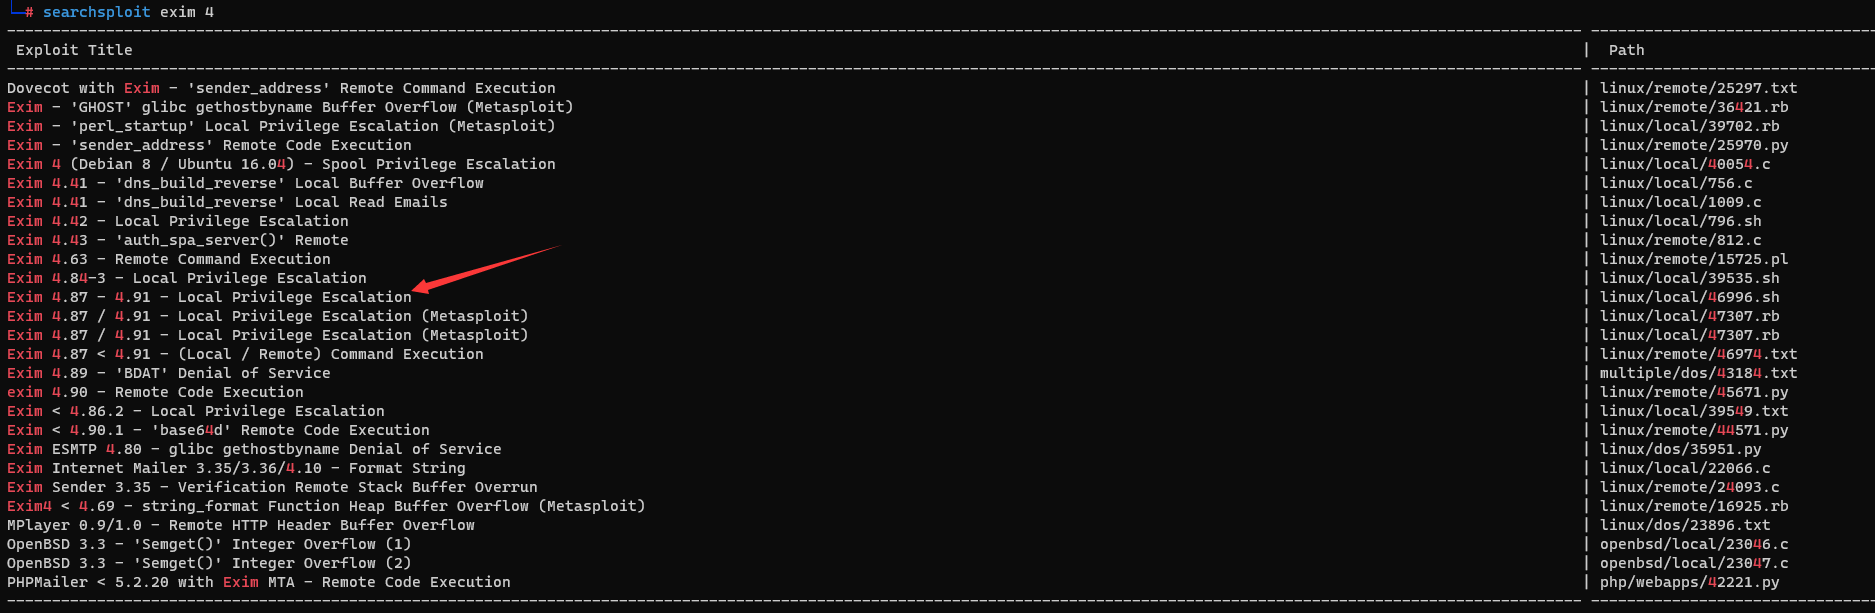 └─# searchsploit exim 4
Exploit Title | Path
Dovecot with Exim - 'sender_address' Remote Command Execution | linux/remote/25297.txt
Exim - 'GHOST' glibc gethostbyname Buffer Overflow (Metasploit) | linux/remote/36421.rb
Exim - 'perl_startup' Local Privilege Escalation (Metasploit) | linux/local/39702.rb
Exim - 'sender_address' Remote Code Execution | linux/remote/25970.py
Exim 4 (Debian 8 / Ubuntu 16.04) - Spool Privilege Escalation | linux/local/40054.c
Exim 4.41 - 'dns_build_reverse' Local Buffer Overflow | linux/local/756.c
Exim 4.41 - 'dns_build_reverse' Local Read Emails | linux/local/1009.c
Exim 4.42 - Local Privilege Escalation | linux/local/796.sh
Exim 4.43 - 'auth_spa_server()' Remote | linux/remote/812.c
Exim 4.63 - Remote Command Execution | linux/remote/15725.pl
Exim 4.84-3 - Local Privilege Escalation | linux/local/39535.sh
Exim 4.87 - 4.91 - Local Privilege Escalation | linux/local/46996.sh
Exim 4.87 / 4.91 - Local Privilege Escalation (Metasploit) | linux/local/47307.rb
Exim 4.87 / 4.91 - Local Privilege Escalation (Metasploit) | linux/local/47307.rb
Exim 4.87 < 4.91 - (Local / Remote) Command Execution | linux/remote/46974.txt
Exim 4.89 - 'BDAT' Denial of Service | multiple/dos/43184.txt
exim 4.90 - Remote Code Execution | linux/remote/45671.py
Exim < 4.86.2 - Local Privilege Escalation | linux/local/39549.txt
Exim < 4.90.1 - 'base64d' Remote Code Execution | linux/remote/44571.py
Exim ESMTP 4.80 - glibc gethostbyname Denial of Service | linux/dos/35951.py
Exim Internet Mailer 3.35/3.36/4.10 - Format String | linux/local/22066.c
Exim Sender 3.35 - Verification Remote Stack Buffer Overrun | linux/remote/24093.c
Exim4 < 4.69 - string_format Function Heap Buffer Overflow (Metasploit) | linux/remote/16925.rb
MPlayer 0.9/1.0 - Remote HTTP Header Buffer Overflow | linux/dos/23896.txt
OpenBSD 3.3 - 'Semget()' Integer Overflow (1) | openbsd/local/23046.c
OpenBSD 3.3 - 'Semget()' Integer Overflow (2) | openbsd/local/23047.c
PHPMailer < 5.2.20 with Exim MTA - Remote Code Execution | php/webapps/42221.py